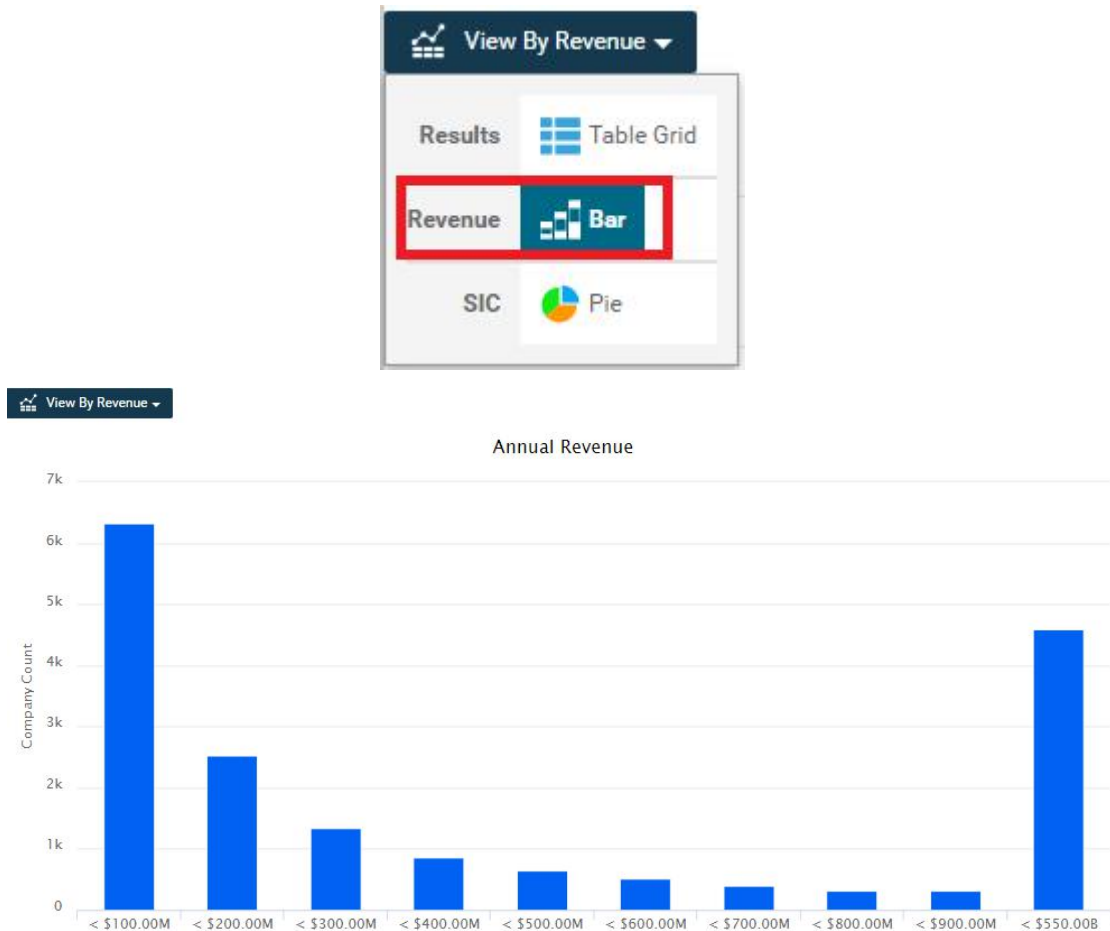 View By Revenue
Results Table Grid
Revenue Bar
SIC Pie
View By Revenue
Annual Revenue
7k
6k
5k
4k
3k
2k
1k
0
Company Count
< $100.00M < $200.00M < $300.00M < $400.00M < $500.00M < $600.00M < $700.00M < $800.00M < $900.00M < $550.00B